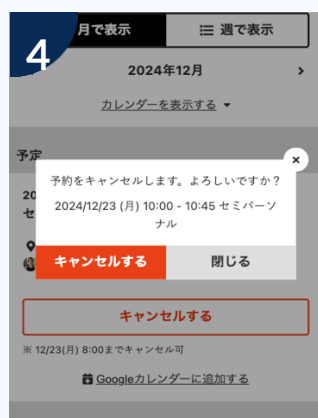 4
月で表示
週で表示
2024年12月
カレンダーを表示する
予定
20
セ
予約をキャンセルします。よろしいですか？
2024/12/23 (月) 10:00 - 10:45 セミパーソ
ナル
キャンセルする
閉じる
キャンセルする
※ 12/23(月) 8:00までキャンセル可
Googleカレンダーに追加する